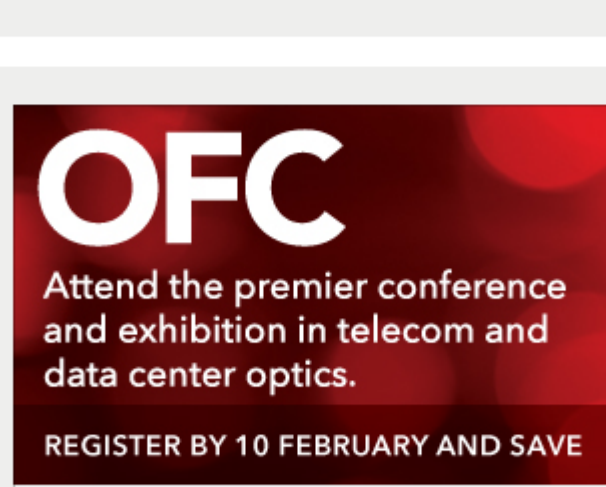 OFC
Attend the premier conference
and exhibition in telecom and
data center optics.
REGISTER BY 10 FEBRUARY AND SAVE